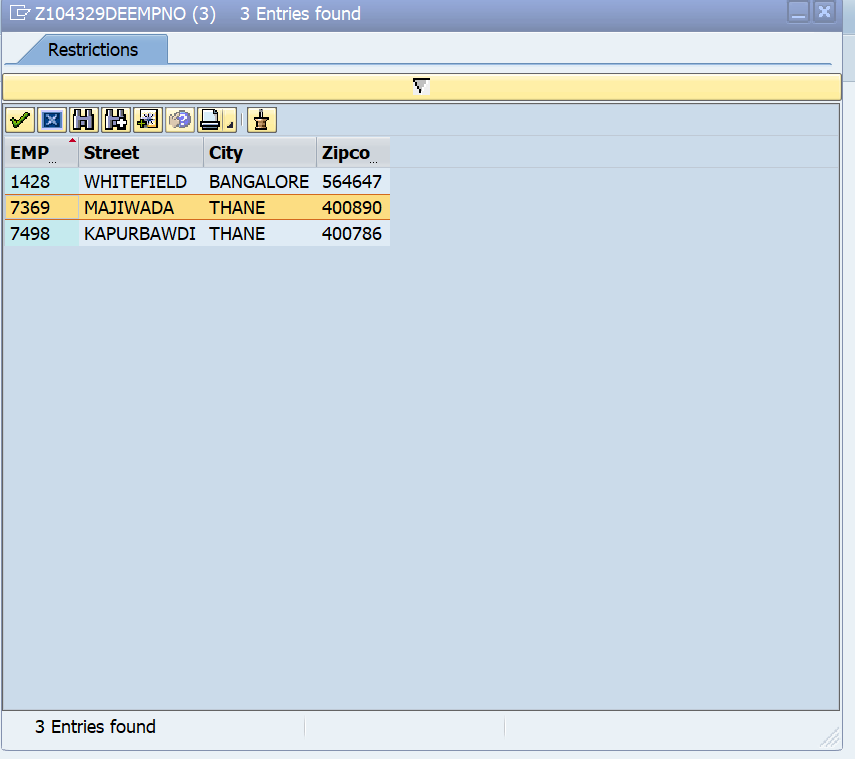 Z104329DEEMPNO (3) 3 Entries found
Restrictions
EMP... Street City Zipco...
1428 WHITEFIELD BANGALORE 564647
7369 MAJIWADA THANE 400890
7498 KAPURBAWDI THANE 400786
3 Entries found